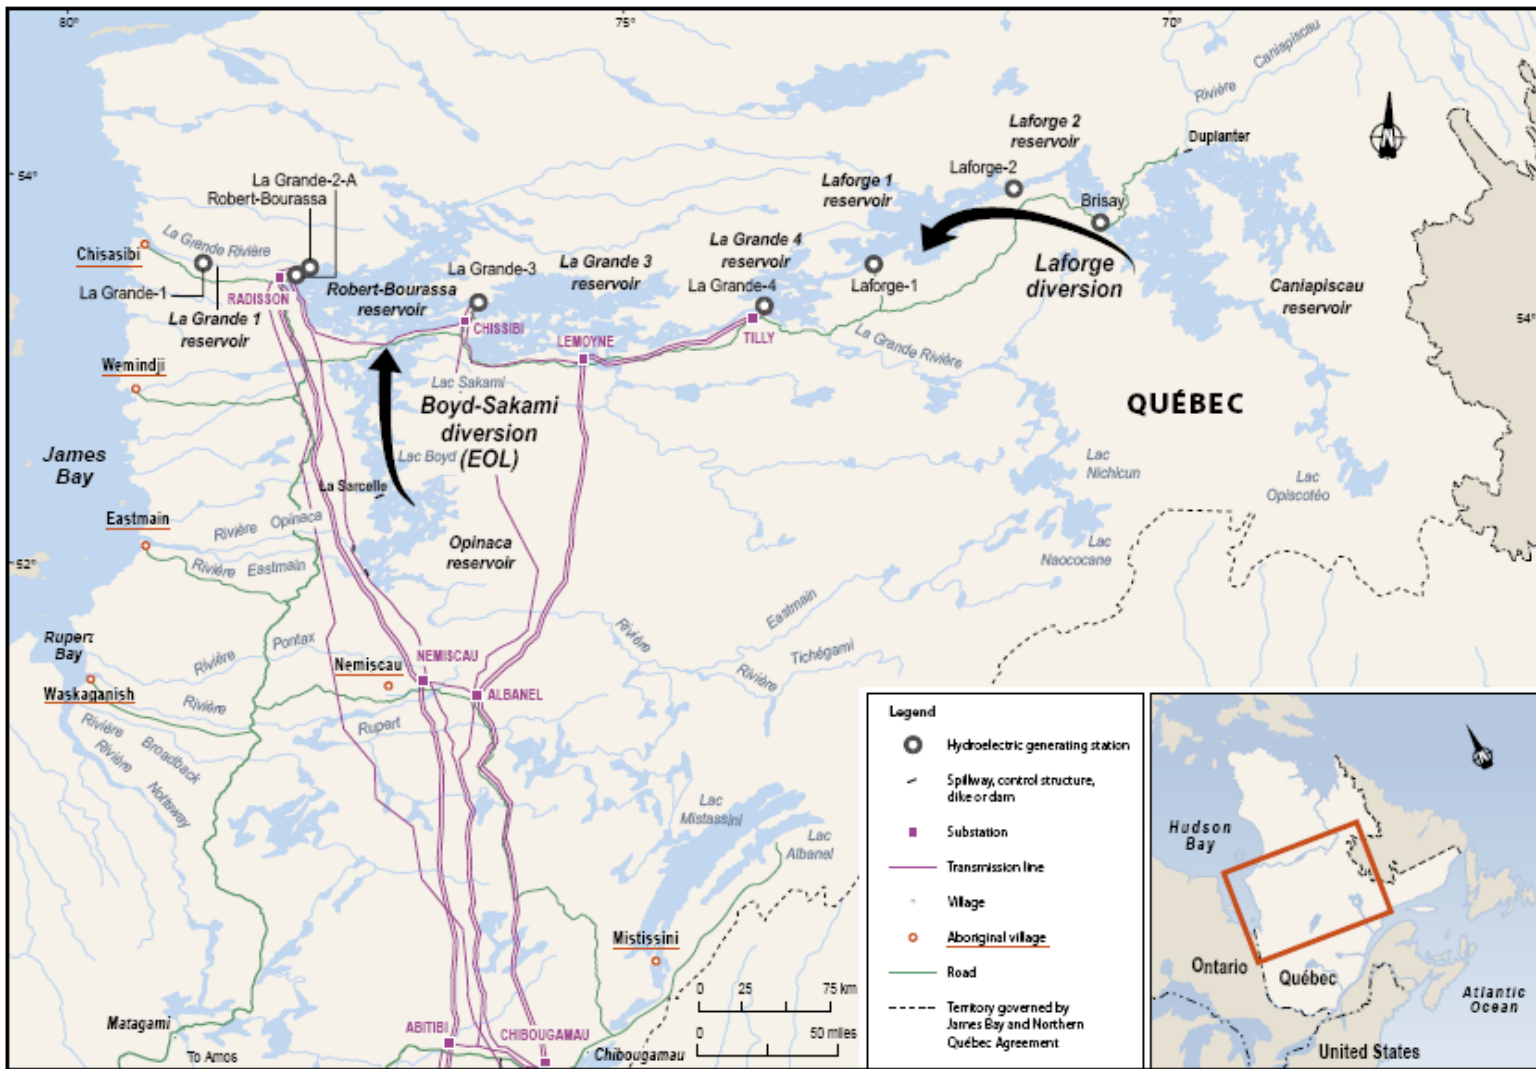 80°
75°
70°
Rivière Caniapiscau
Duplanter
Laforge 2
reservoir
Laforge-2
Brisay
Laforge 1
reservoir
54°
La Grande-2-A
Robert-Bourassa
La Grande Rivière
Chisasibi
La Grande-1
RADISSON
La Grande 1
reservoir
Robert-Bourassa
reservoir
La Grande-3
La Grande 3
reservoir
La Grande 4
reservoir
La Grande-4
Laforge-1
Laforge
diversion
Caniapiscau
reservoir
54°
CHISSIBI
LEMOYNE
TILLY
La Grande Rivière
Wemindji
Lac Sakami
Boyd-Sakami
diversion
(EOL)
Lac Boyd
La Sarcelle
QUÉBEC
James
Bay
Lac
Nichicun
Lac
Opiscotéo
Eastmain
Rivière Opinaca
Rivière Eastmain
Opinaca
reservoir
Lac
Naococane
52°
Rupert
Bay
Rivière Pontax
Nemiscau
NEMISCAU
ALBANEL
Rivière Eastmain
Rivière Tichégami
Waskaganish
Rivière Rupert
Rivière Broadback
Rivière Nottaway
Lac
Mistassini
Lac
Albanel
Mistissini
Matagami
To Amos
ABITIBI
CHIBOUGAMAU
Chibougamau
0 25 75 km
0 50 miles
Legend
Hydroelectric generating station
Spillway, control structure,
dike or dam
Substation
Transmission line
Village
Aboriginal village
Road
Territory governed by
James Bay and Northern
Québec Agreement
N
Hudson
Bay
Ontario
Québec
Atlantic
Ocean
United States